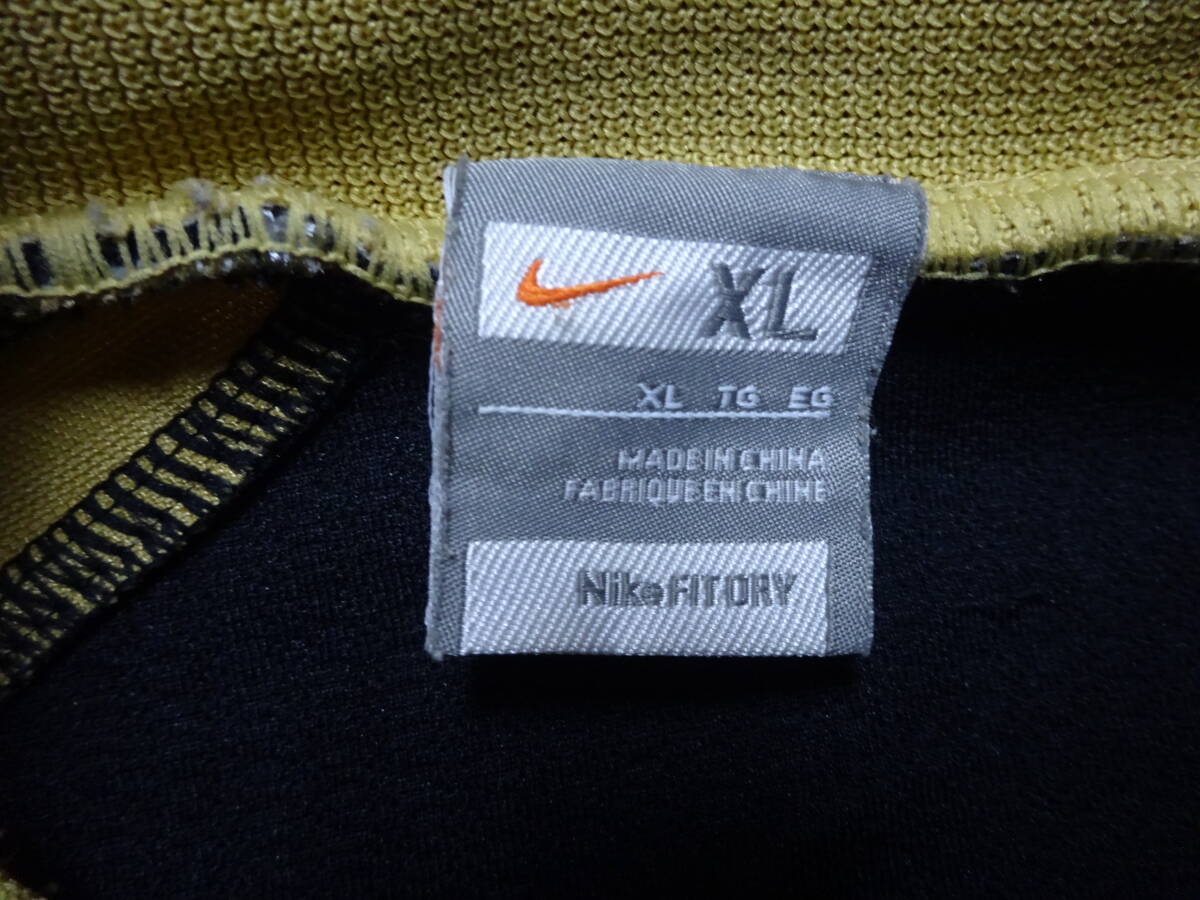 XL
XL TG EG
MADE IN CHINA
FABRIQUE EN CHINE
Nike FIT DRY